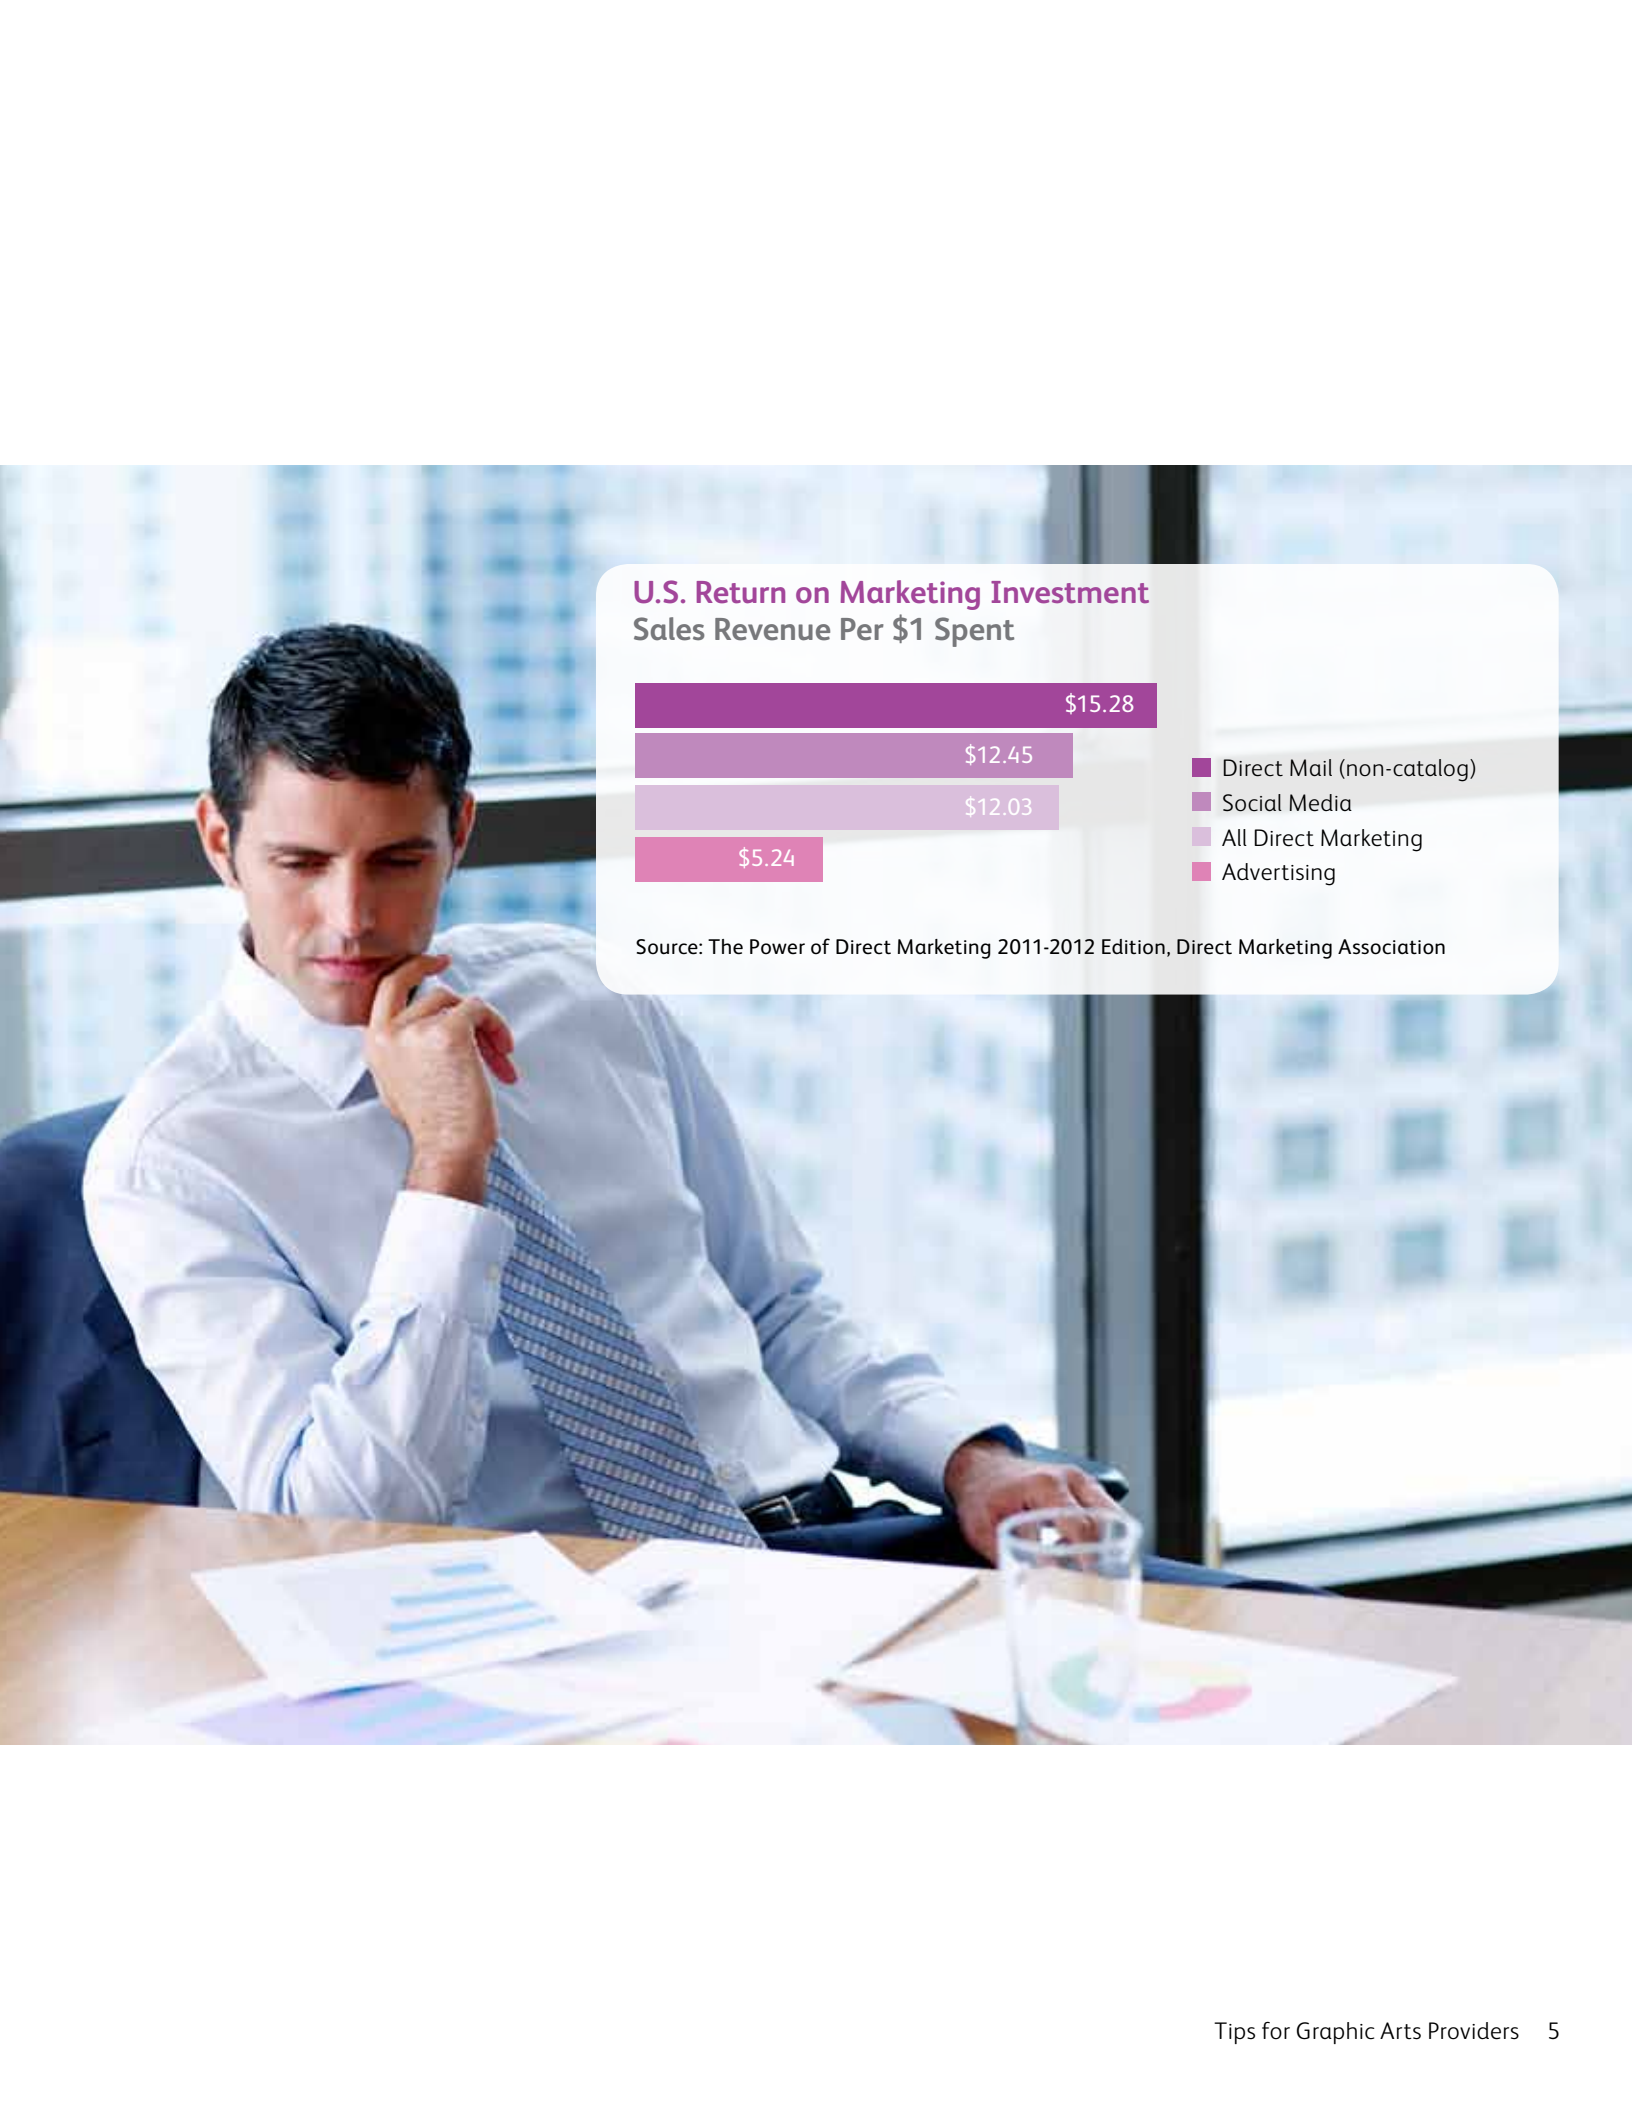 U.S. Return on Marketing Investment
Sales Revenue Per $1 Spent
$15.28
$12.45
$12.03
$5.24
Direct Mail (non-catalog)
Social Media
All Direct Marketing
Advertising
Source: The Power of Direct Marketing 2011-2012 Edition, Direct Marketing Association
Tips for Graphic Arts Providers 5